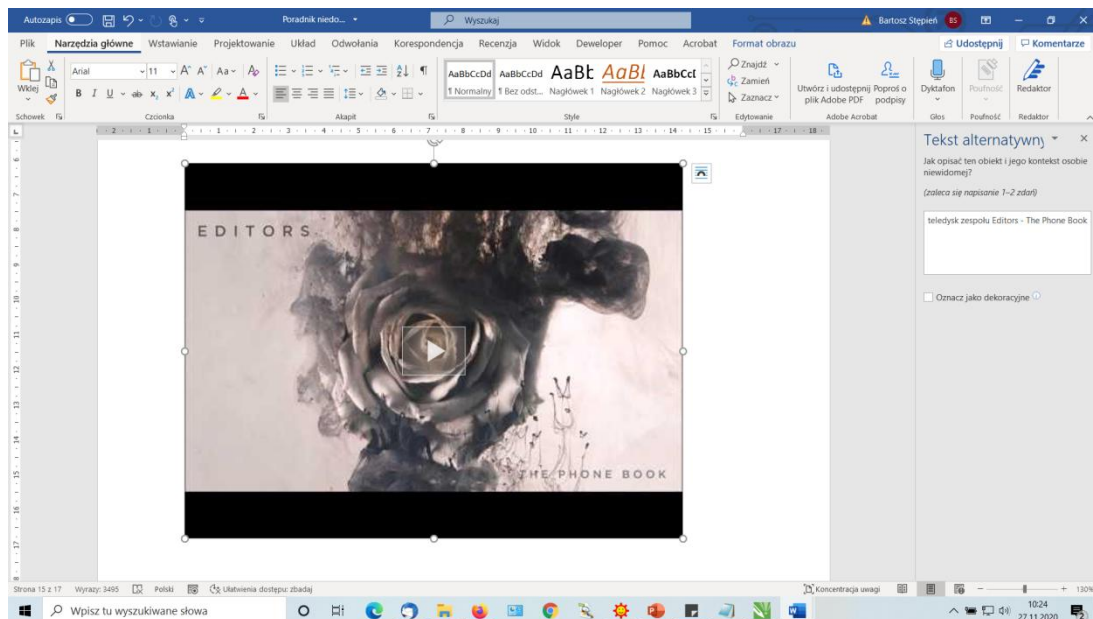 Autozapis
Poradnik niedo...
Wyszukaj
Bartosz Stępień
BS
Plik Narzędzia główne Wstawianie Projektowanie Układ Odwołania Korespondencja Recenzja Widok Deweloper Pomoc Acrobat Format obrazu
Udostępnij
Komentarze
Wklej
Arial
11
AaBbCcDd AaBbCcDd AaBt AaBl AaBbCcI
¶ Normalny ¶ Bez odst... Nagłówek 1 Nagłówek 2 Nagłówek 3
Znajdź
Zamień
Zaznacz
Utwórz i udostępnij plik Adobe PDF
Poproś o podpisy
Dyktafon
Poufność
Redaktor
Schowek Czcionka Akapit Style Edytowanie Adobe Acrobat Głos Poufność Redaktor
Tekst alternatywny
Jak opisać ten obiekt i jego kontekst osobie
niewidomej?
(zaleca się napisanie 1–2 zdań)
teledysk zespołu Editors - The Phone Book
Oznacz jako dekoracyjne
EDITORS
THE PHONE BOOK
Strona 15 z 17 Wyrazy: 3495 Polski Ułatwienia dostępu: zbadaj
Koncentracja uwagi
130%
Wpisz tu wyszukiwane słowa
10:24
27.11.2020